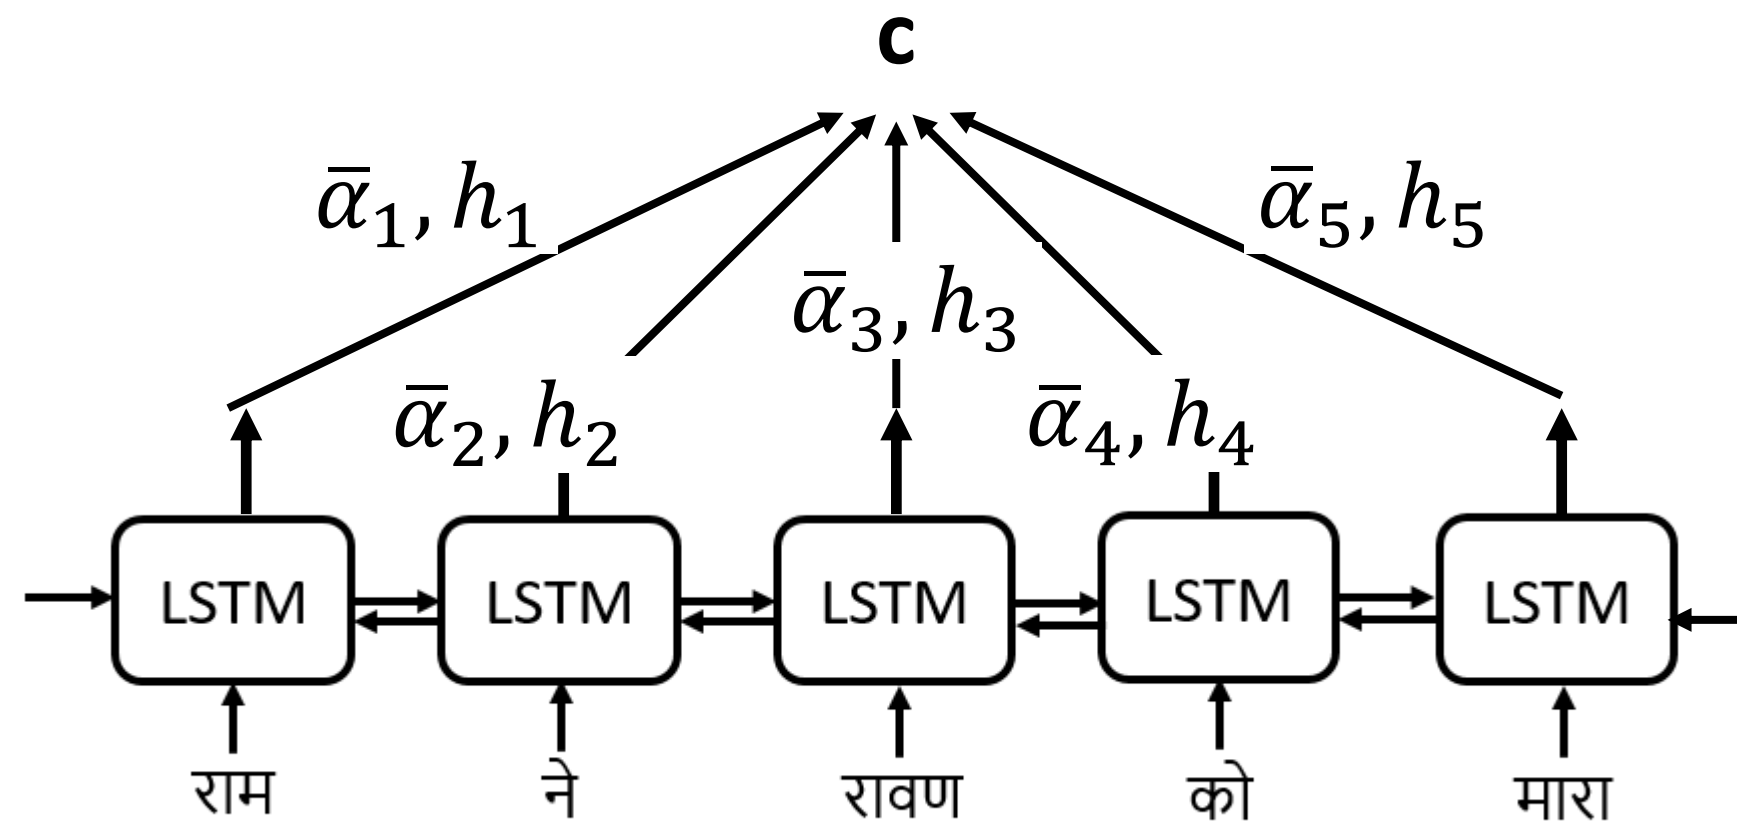 c
ᾱ₁, h₁
ᾱ₅, h₅
ᾱ₃, h₃
ᾱ₂, h₂
ᾱ₄, h₄
LSTM LSTM LSTM LSTM LSTM
राम ने रावण को मारा